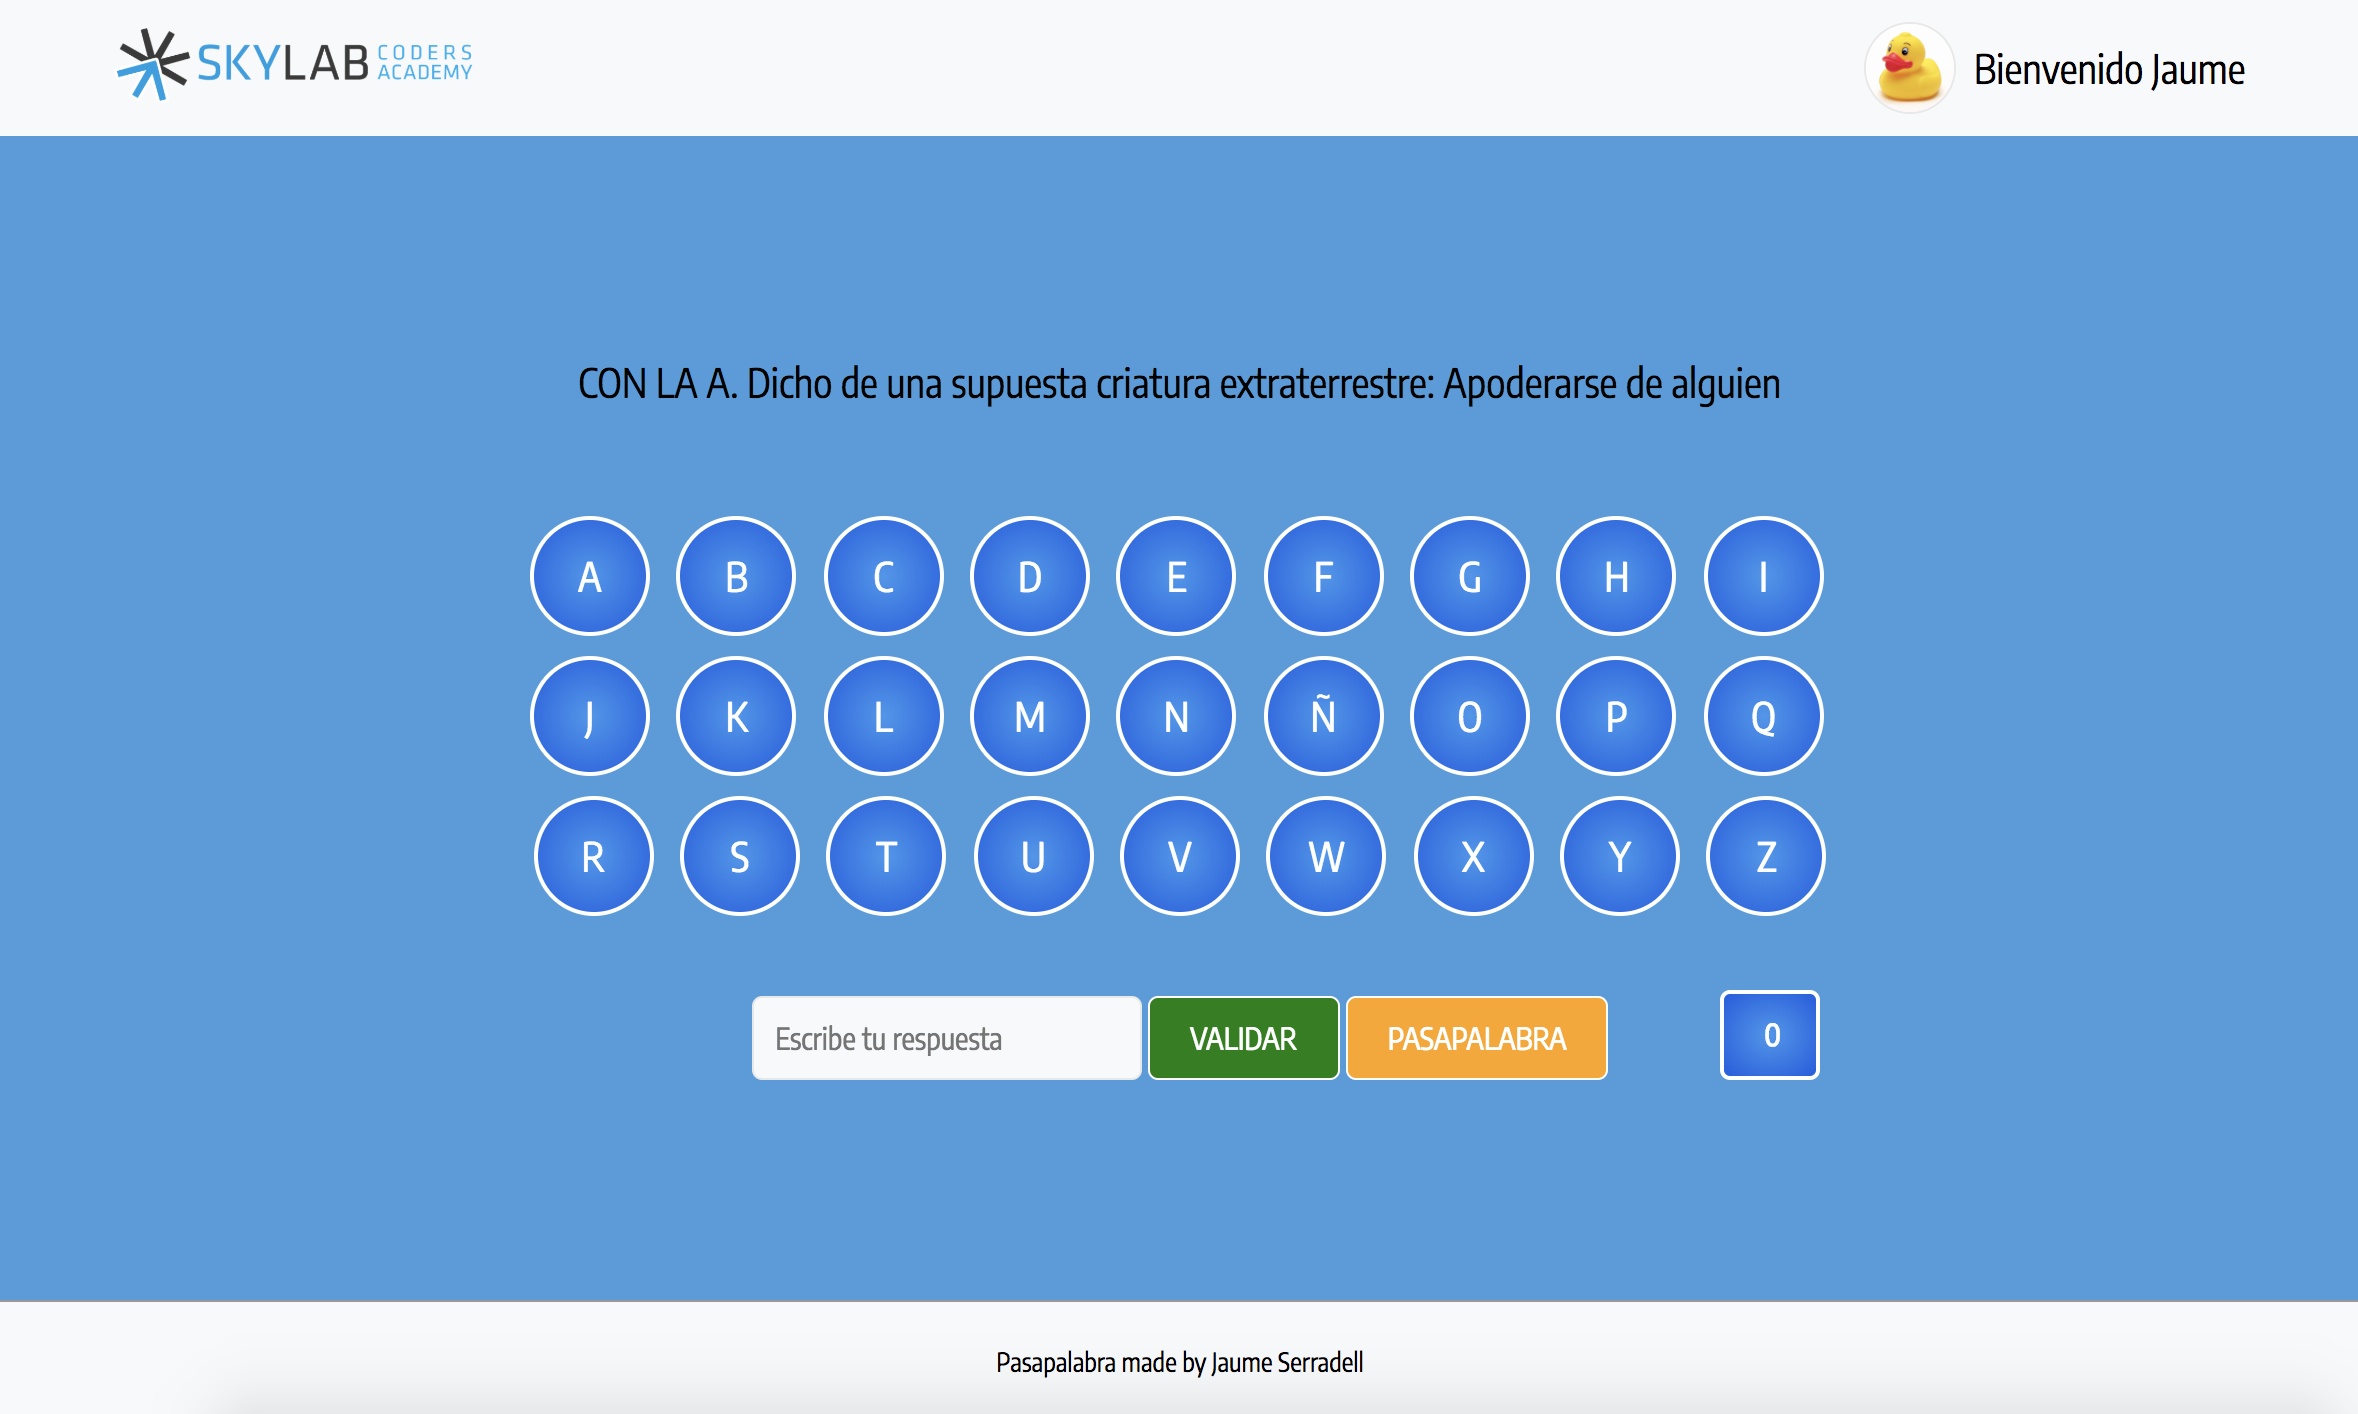 SKYLAB CODERS ACADEMY
Bienvenido Jaume
CON LA A. Dicho de una supuesta criatura extraterrestre: Apoderarse de alguien
A B C D E F G H I
J K L M N Ñ O P Q
R S T U V W X Y Z
Escribe tu respuesta VALIDAR PASAPALABRA 0
Pasapalabra made by Jaume Serradell